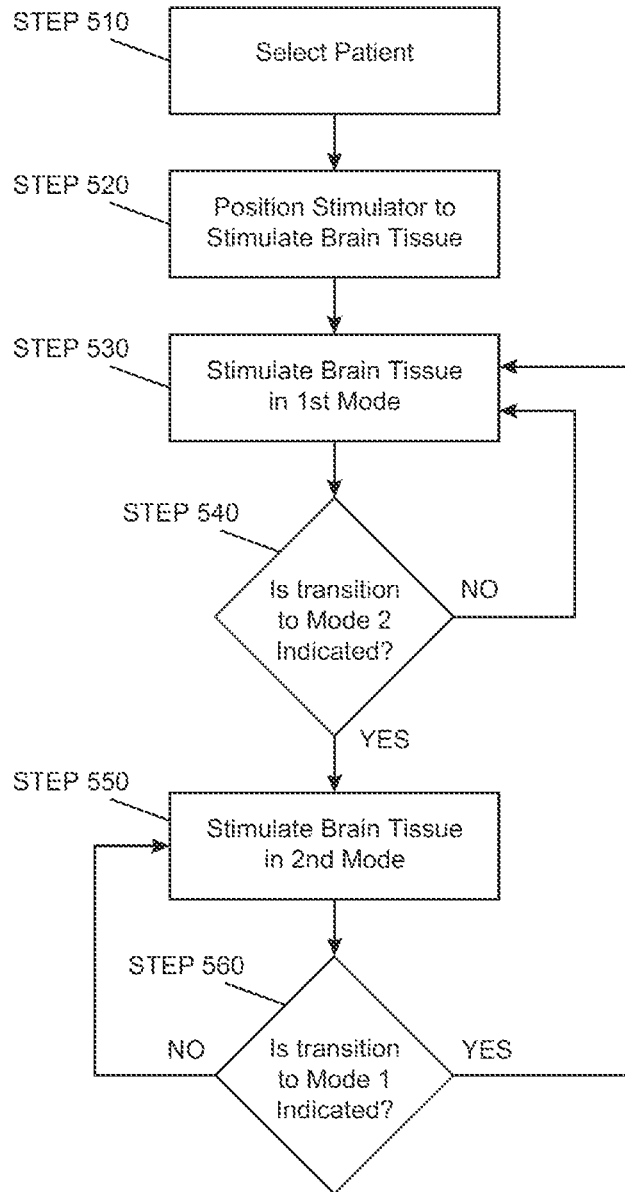 STEP 510
Select Patient
STEP 520
Position Stimulator to
Stimulate Brain Tissue
STEP 530
Stimulate Brain Tissue
in 1st Mode
STEP 540
Is transition
to Mode 2
Indicated?
NO
YES
STEP 550
Stimulate Brain Tissue
in 2nd Mode
STEP 560
NO
Is transition
to Mode 1
Indicated?
YES